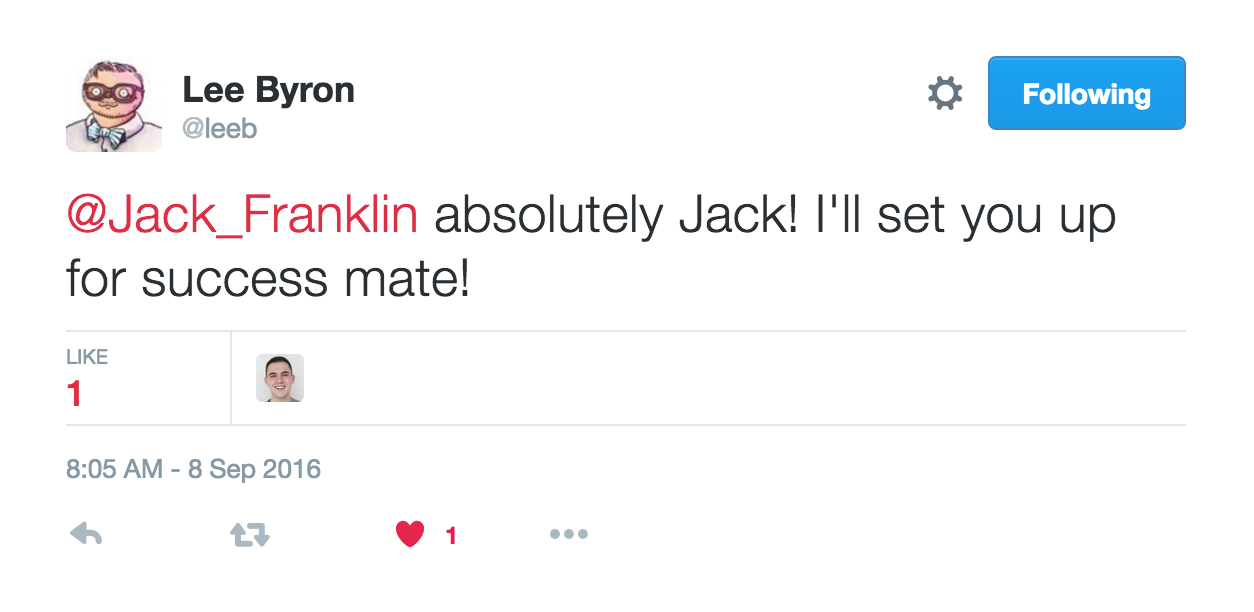 Lee Byron
@leeb
Following
@Jack_Franklin absolutely Jack! I'll set you up
for success mate!
LIKE
1
8:05 AM - 8 Sep 2016
1